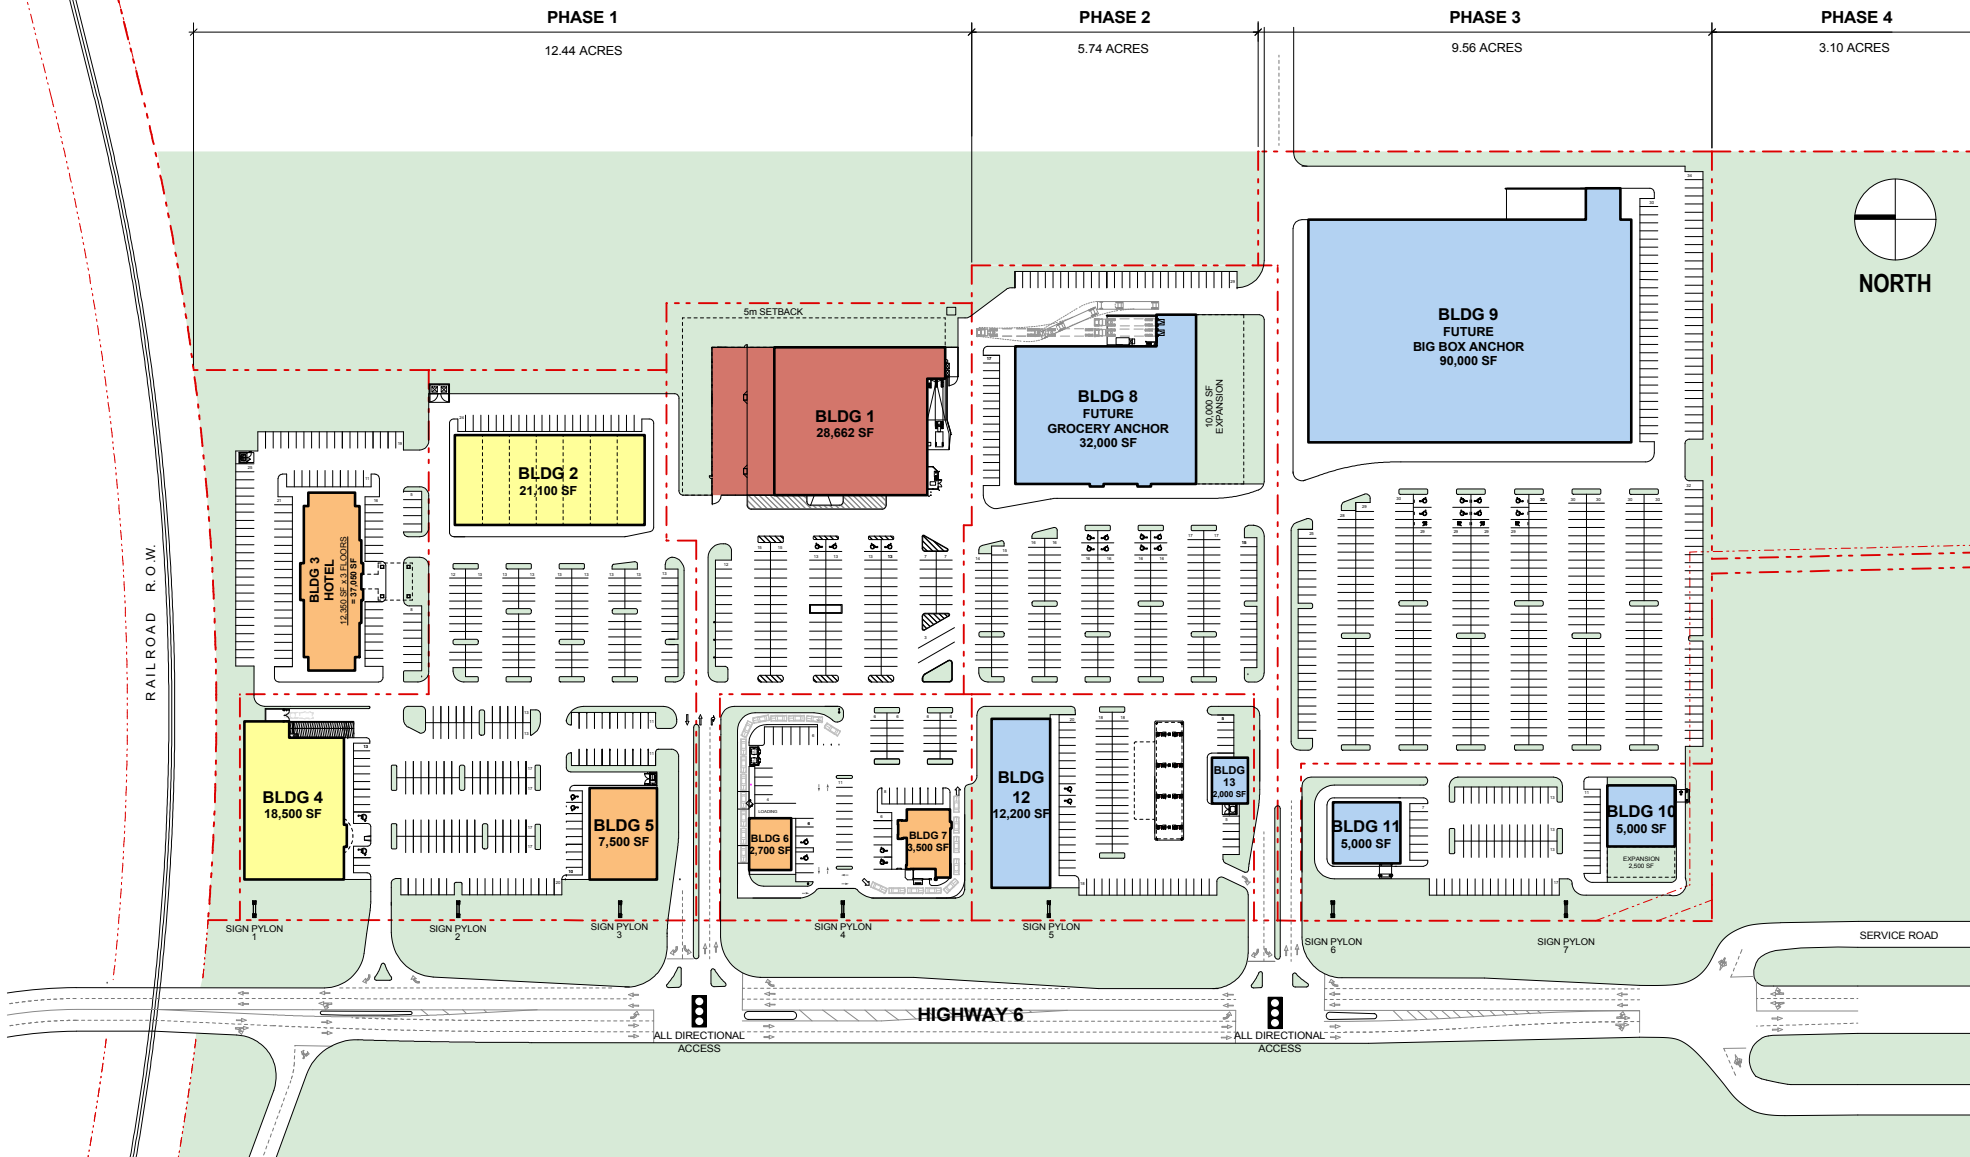 PHASE 1
PHASE 2
PHASE 3
PHASE 4
12.44 ACRES
5.74 ACRES
9.56 ACRES
3.10 ACRES
NORTH
5m SETBACK
BLDG 1
28,662 SF
BLDG 2
21,100 SF
BLDG 3
HOTEL
12,350 SF x 3 FLOORS
= 37,050 SF
BLDG 8
FUTURE
GROCERY ANCHOR
32,000 SF
10,000 SF
EXPANSION
BLDG 9
FUTURE
BIG BOX ANCHOR
90,000 SF
RAILROAD R.O.W.
BLDG 4
18,500 SF
BLDG 5
7,500 SF
LOADING
BLDG 6
2,700 SF
BLDG 7
3,500 SF
BLDG
12
12,200 SF
BLDG
13
2,000 SF
BLDG 11
5,000 SF
BLDG 10
5,000 SF
EXPANSION
2,500 SF
SIGN PYLON
1
SIGN PYLON
2
SIGN PYLON
3
SIGN PYLON
4
SIGN PYLON
5
SIGN PYLON
6
SIGN PYLON
7
SERVICE ROAD
HIGHWAY 6
ALL DIRECTIONAL
ACCESS
ALL DIRECTIONAL
ACCESS